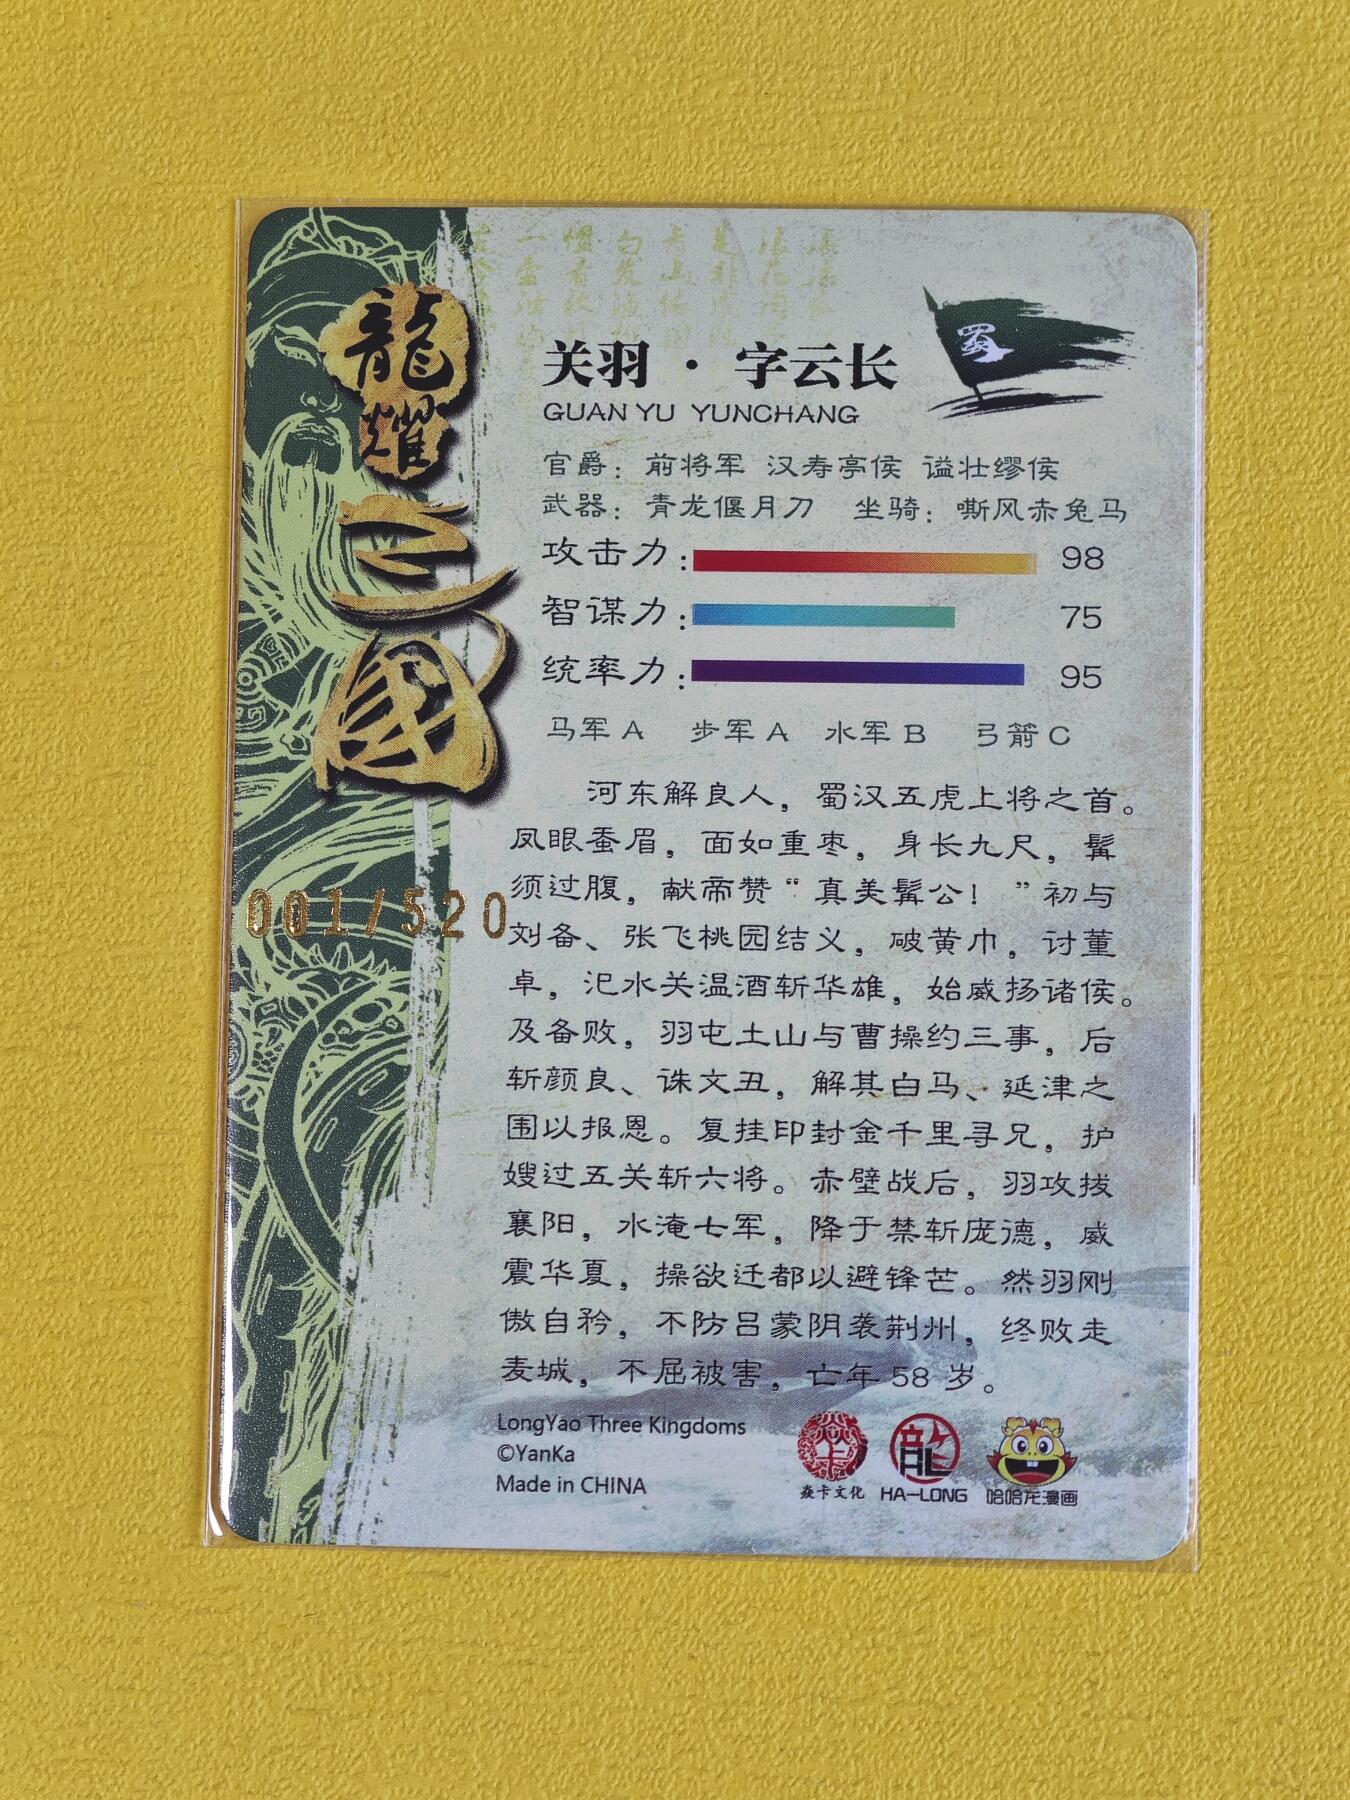 龍耀三國
关羽 · 字云长
GUAN YU YUNCHANG
蜀
官爵：前将军 汉寿亭侯 谥壮缪侯
武器：青龙偃月刀 坐骑：嘶风赤兔马
攻击力：98
智谋力：75
统率力：95
马军 A 步军 A 水军 B 弓箭 C
河东解良人，蜀汉五虎上将之首。
凤眼蚕眉，面如重枣，身长九尺，髯
须过腹，献帝赞“真美髯公！”初与
001/520
刘备、张飞桃园结义，破黄巾，讨董
卓，汜水关温酒斩华雄，始威扬诸侯。
及备败，羽屯土山与曹操约三事，后
斩颜良、诛文丑，解其白马、延津之
围以报恩。复挂印封金千里寻兄，护
嫂过五关斩六将。赤壁战后，羽攻拔
襄阳，水淹七军，降于禁斩庞德，威
震华夏，操欲迁都以避锋芒。然羽刚
傲自矜，不防吕蒙阴袭荆州，终败走
麦城，不屈被害，亡年 58 岁。
LongYao Three Kingdoms
©YanKa
Made in CHINA
焱卡文化 HA-LONG 哈哈龙漫画